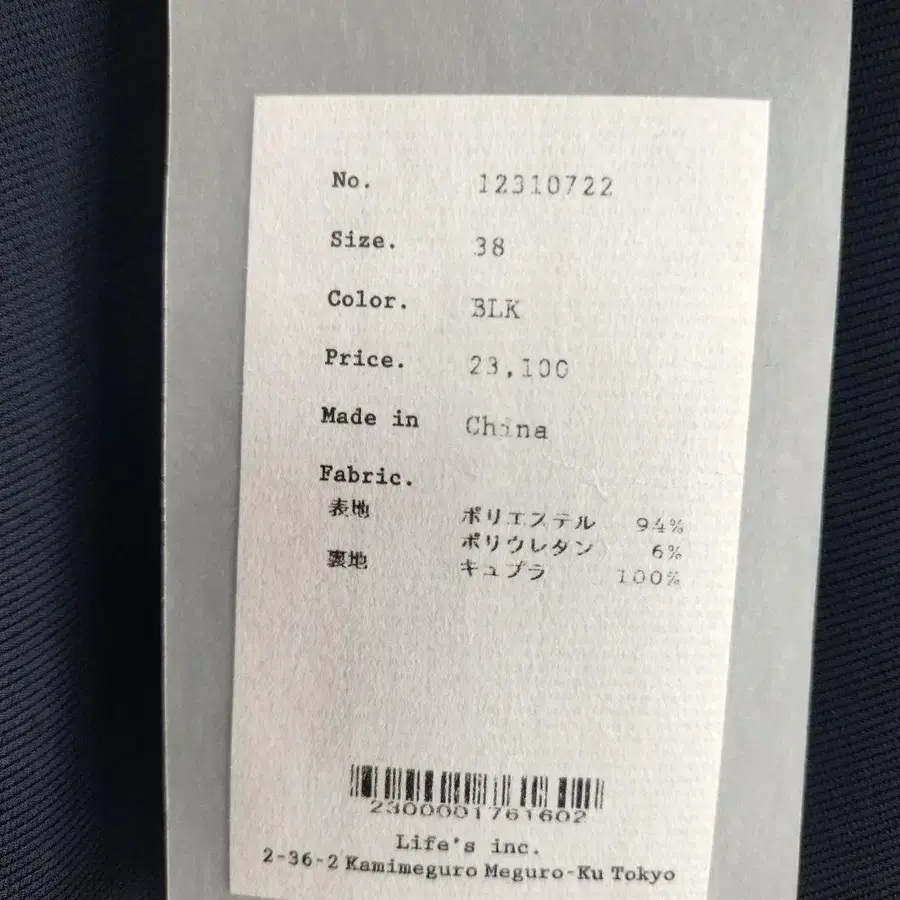 No. 12310722
Size. 38
Color. BLK
Price. 23,100
Made in China
Fabric.
表地 ポリエステル 94%
ポリウレタン 6%
裏地 キュプラ 100%
2300001761602
Life's inc.
2-36-2 Kamimeguro Meguro-Ku Tokyo